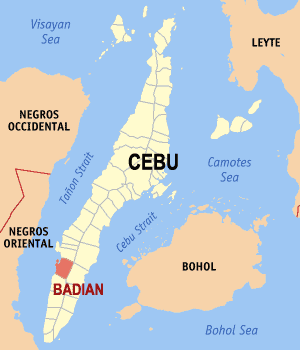 Visayan
Sea
LEYTE
NEGROS
OCCIDENTAL
CEBU
Camotes
Sea
Tañon Strait
Cebu Strait
NEGROS
ORIENTAL
BOHOL
BADIAN
Bohol Sea